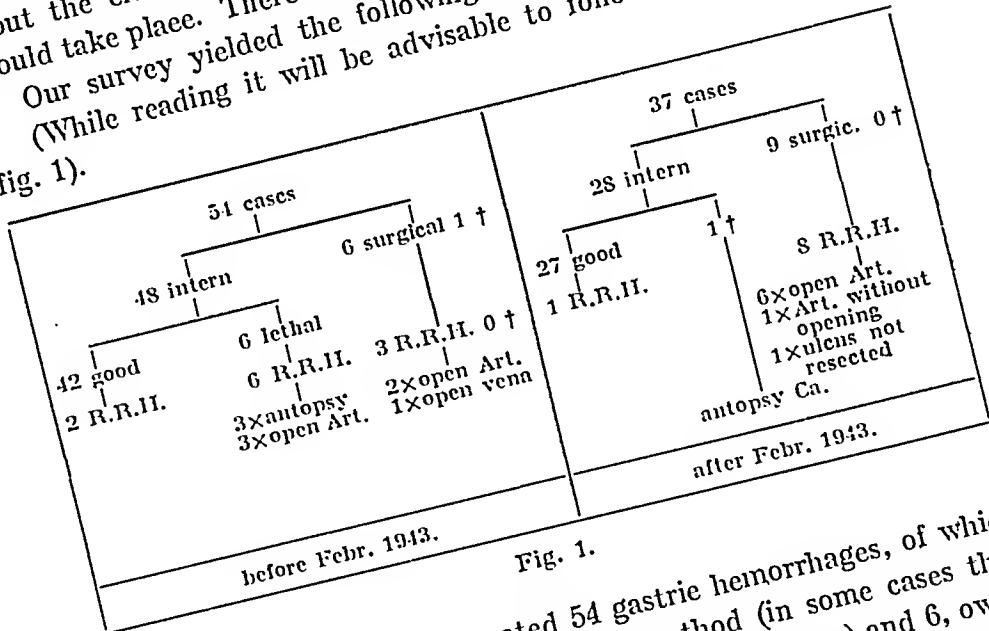 out the
ould take place.
Our survey yielded the following
(While reading it will be advisable to
fig. 1).
54 cases
48 intern
6 surgical 1 †
42 good
2 R.R.H.
6 lethal
6 R.R.H.
3×autopsy
3×open Art.
3 R.R.H. 0 †
2×open Art.
1×open vena
before Febr. 1943.
37 cases
28 intern
9 surgic. 0 †
27 good
1 R.R.H.
1 †
autopsy Ca.
8 R.R.H.
6×open Art.
1×Art. without
opening
1×ulcus not
resected
after Febr. 1943.
Fig. 1.
ted 54 gastric hemorrhages, of whi
thod (in some cases th
) and 6, ow